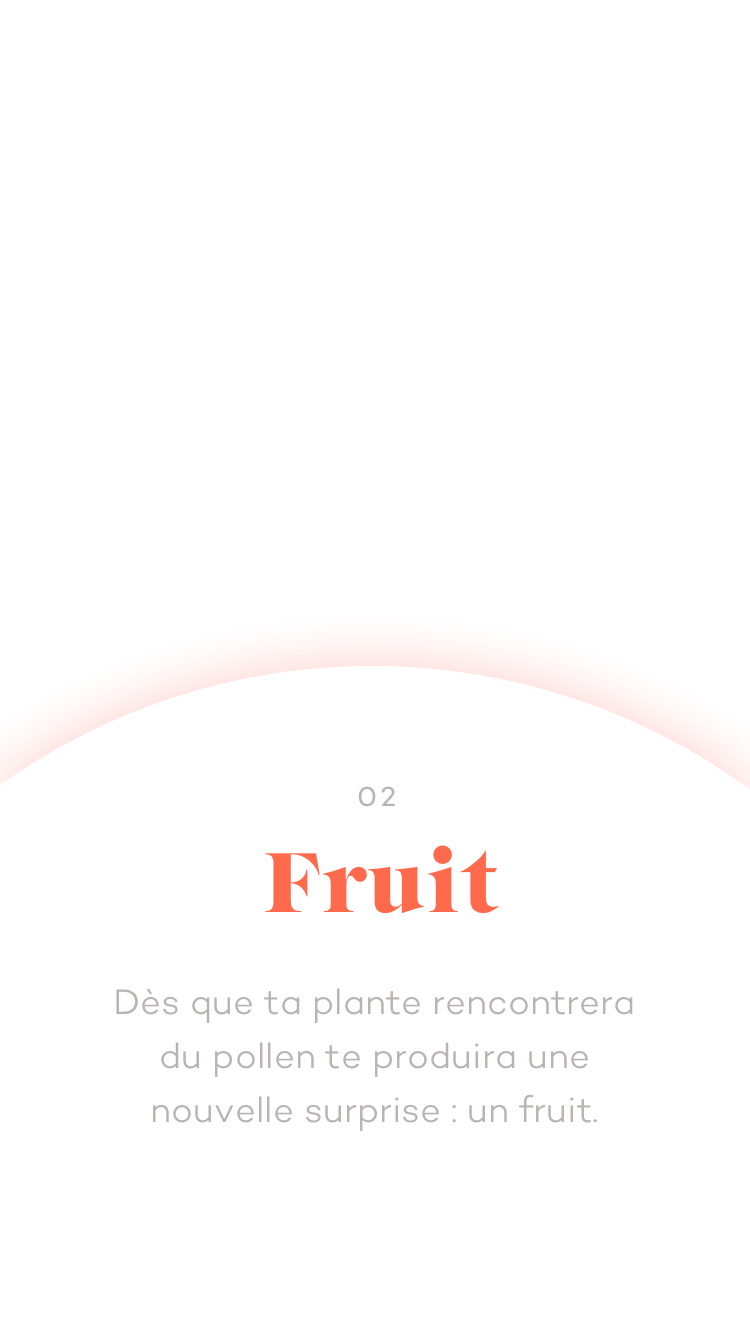 02
Fruit
Dès que ta plante rencontrera
du pollen te produira une
nouvelle surprise : un fruit.